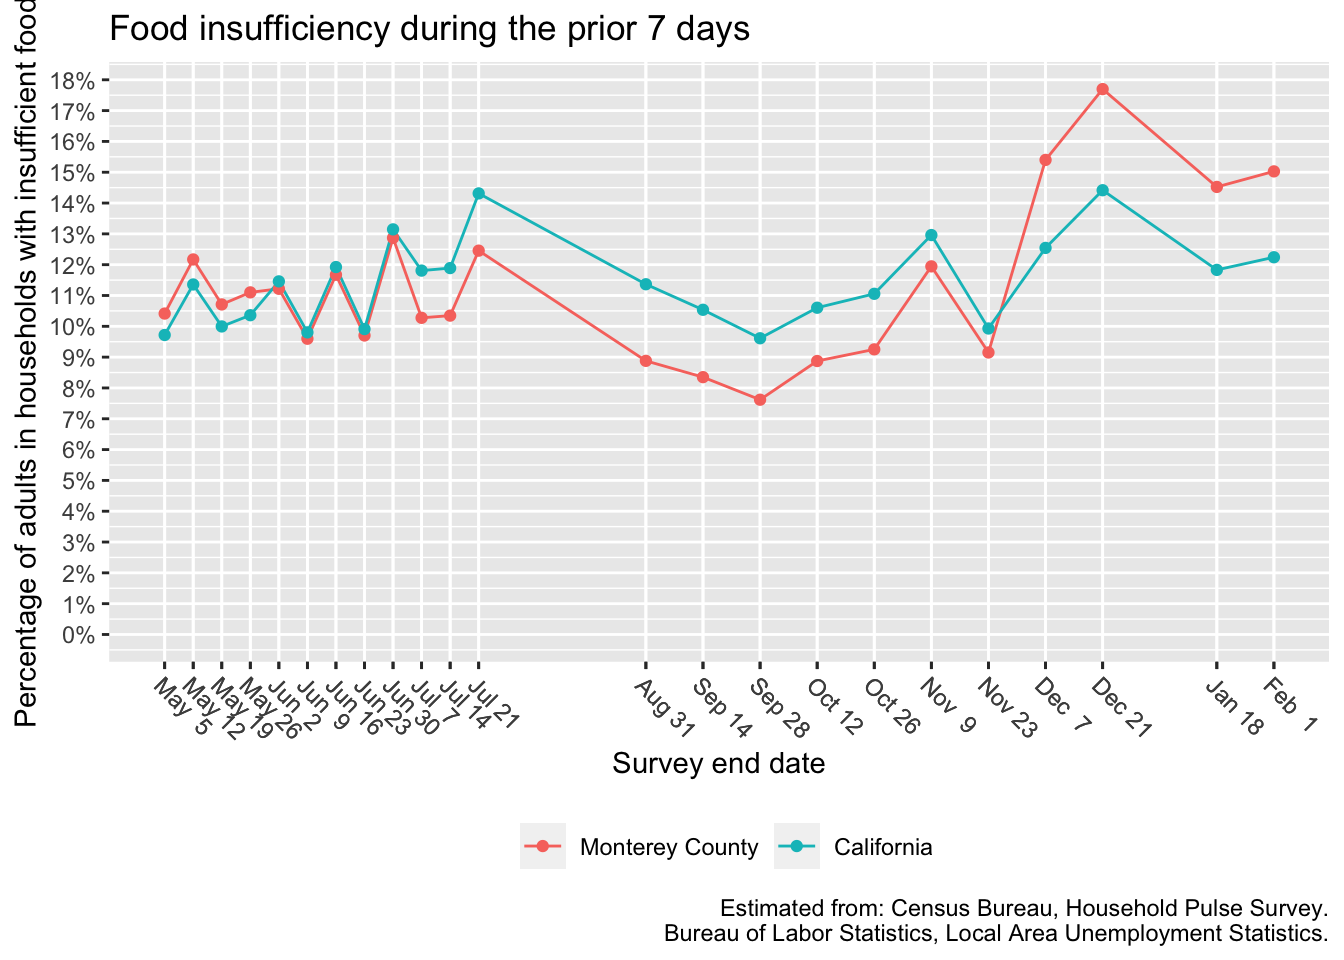 Food insufficiency during the prior 7 days
Percentage of adults in households with insufficient food
18%
17%
16%
15%
14%
13%
12%
11%
10%
9%
8%
7%
6%
5%
4%
3%
2%
1%
0%
May 5
May 12
May 19
May 26
Jun 2
Jun 9
Jun 16
Jun 23
Jun 30
Jul 7
Jul 14
Jul 21
Aug 31
Sep 14
Sep 28
Oct 12
Oct 26
Nov 9
Nov 23
Dec 7
Dec 21
Jan 18
Feb 1
Survey end date
Monterey County
California
Estimated from: Census Bureau, Household Pulse Survey.
Bureau of Labor Statistics, Local Area Unemployment Statistics.